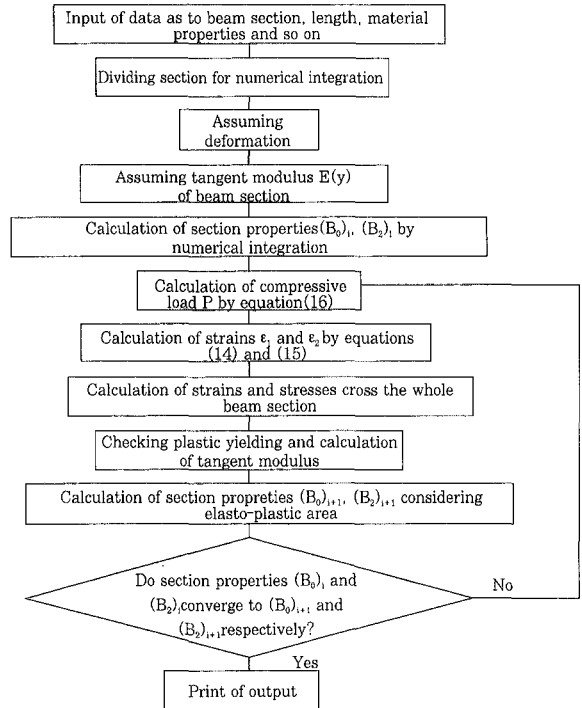 Input of data as to beam section, length, material
properties and so on
Dividing section for numerical integration
Assuming
deformation
Assuming tangent modulus E(y)
of beam section
Calculation of section properties(B₀)ᵢ, (B₂)ᵢ by
numerical integration
Calculation of compressive
load P by equation(16)
Calculation of strains ε₁ and ε₂ by equations
(14) and (15)
Calculation of strains and stresses cross the whole
beam section
Checking plastic yielding and calculation
of tangent modulus
Calculation of section propreties (B₀)ᵢ₊₁, (B₂)ᵢ₊₁ considering
elasto-plastic area
Do section properties (B₀)ᵢ and
(B₂)ᵢconverge to (B₀)ᵢ₊₁ and
(B₂)ᵢ₊₁respectively?
No
Yes
Print of output